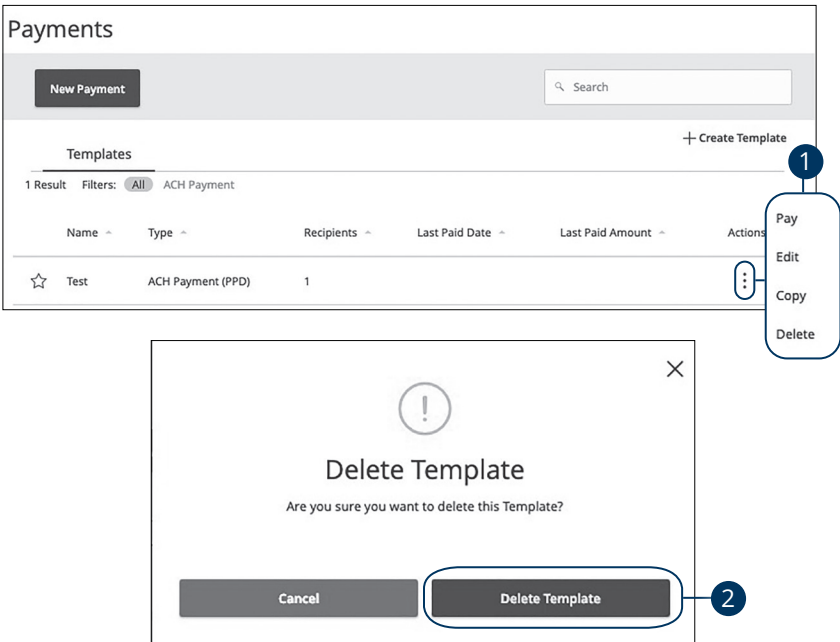 Payments
New Payment
Search
+ Create Template
Templates
1
1 Result Filters: All ACH Payment
Pay
Name Type Recipients Last Paid Date Last Paid Amount Actions
Edit
Test ACH Payment (PPD) 1
Copy
Delete
!
Delete Template
Are you sure you want to delete this Template?
Cancel Delete Template 2